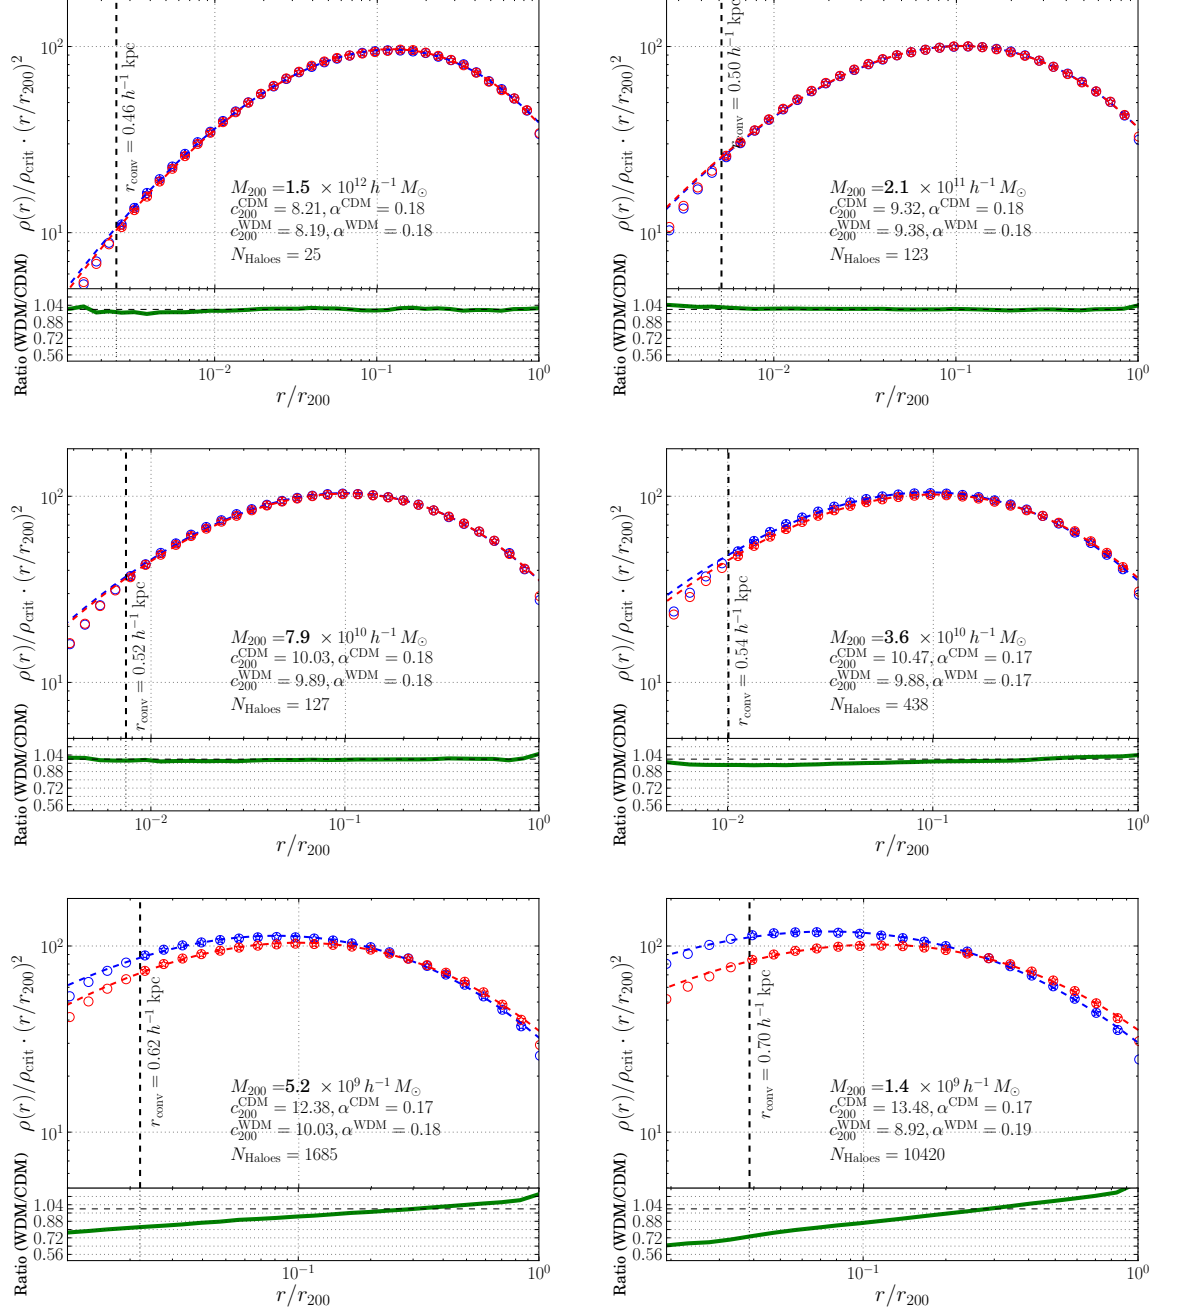 ρ(r)/ρ_crit · (r/r_200)^2
10^2
10^1
r_conv = 0.46 h^−1 kpc
M_200 = 1.5 × 10^12 h^−1 M_⊙
c_200^CDM = 8.21, α^CDM = 0.18
c_200^WDM = 8.19, α^WDM = 0.18
N_Haloes = 25
Ratio (WDM/CDM)
1.04
0.88
0.72
0.56
10^−2
10^−1
10^0
r/r_200
ρ(r)/ρ_crit · (r/r_200)^2
10^2
10^1
r_conv = 0.50 h^−1 kpc
M_200 = 2.1 × 10^11 h^−1 M_⊙
c_200^CDM = 9.32, α^CDM = 0.18
c_200^WDM = 9.38, α^WDM = 0.18
N_Haloes = 123
Ratio (WDM/CDM)
1.04
0.88
0.72
0.56
10^−2
10^−1
10^0
r/r_200
ρ(r)/ρ_crit · (r/r_200)^2
10^2
10^1
r_conv = 0.52 h^−1 kpc
M_200 = 7.9 × 10^10 h^−1 M_⊙
c_200^CDM = 10.03, α^CDM = 0.18
c_200^WDM = 9.89, α^WDM = 0.18
N_Haloes = 127
Ratio (WDM/CDM)
1.04
0.88
0.72
0.56
10^−2
10^−1
10^0
r/r_200
ρ(r)/ρ_crit · (r/r_200)^2
10^2
10^1
r_conv = 0.54 h^−1 kpc
M_200 = 3.6 × 10^10 h^−1 M_⊙
c_200^CDM = 10.47, α^CDM = 0.17
c_200^WDM = 9.88, α^WDM = 0.17
N_Haloes = 438
Ratio (WDM/CDM)
1.04
0.88
0.72
0.56
10^−2
10^−1
10^0
r/r_200
ρ(r)/ρ_crit · (r/r_200)^2
10^2
10^1
r_conv = 0.62 h^−1 kpc
M_200 = 5.2 × 10^9 h^−1 M_⊙
c_200^CDM = 12.38, α^CDM = 0.17
c_200^WDM = 10.03, α^WDM = 0.18
N_Haloes = 1685
Ratio (WDM/CDM)
1.04
0.88
0.72
0.56
10^−1
10^0
r/r_200
ρ(r)/ρ_crit · (r/r_200)^2
10^2
10^1
r_conv = 0.70 h^−1 kpc
M_200 = 1.4 × 10^9 h^−1 M_⊙
c_200^CDM = 13.48, α^CDM = 0.17
c_200^WDM = 8.92, α^WDM = 0.19
N_Haloes = 10420
Ratio (WDM/CDM)
1.04
0.88
0.72
0.56
10^−1
10^0
r/r_200